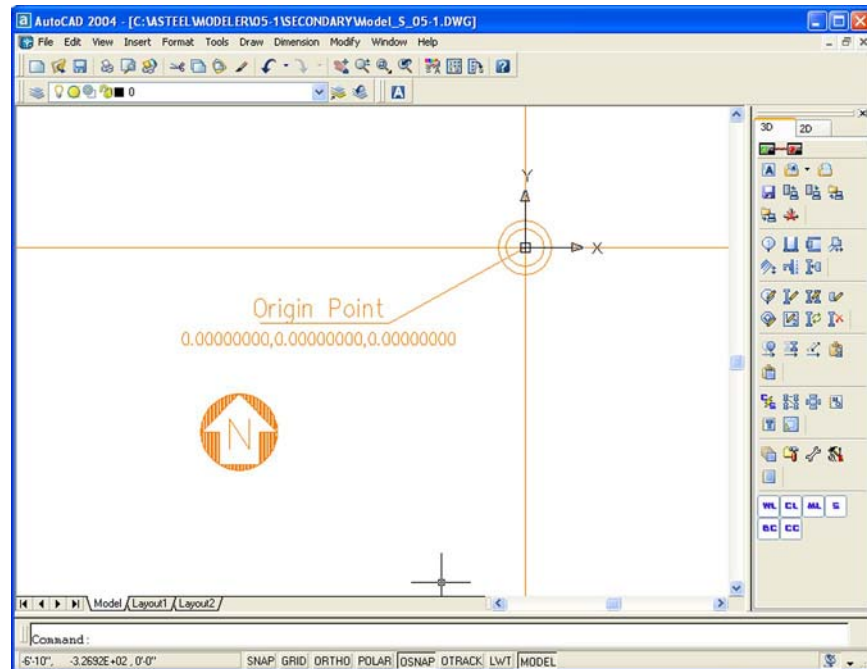 AutoCAD 2004 - [C:\ASTEEL\MODELER\05-1\SECONDARY\Model_S_05-1.DWG]
File Edit View Insert Format Tools Draw Dimension Modify Window Help
0
3D 2D
Y
X
Origin Point
0.00000000,0.00000000,0.00000000
N
WL CL ML S
BC CC
Model Layout1 Layout2
Command:
-6'-10", -3.2692E+02 , 0'-0" SNAP GRID ORTHO POLAR OSNAP OTRACK LWT MODEL